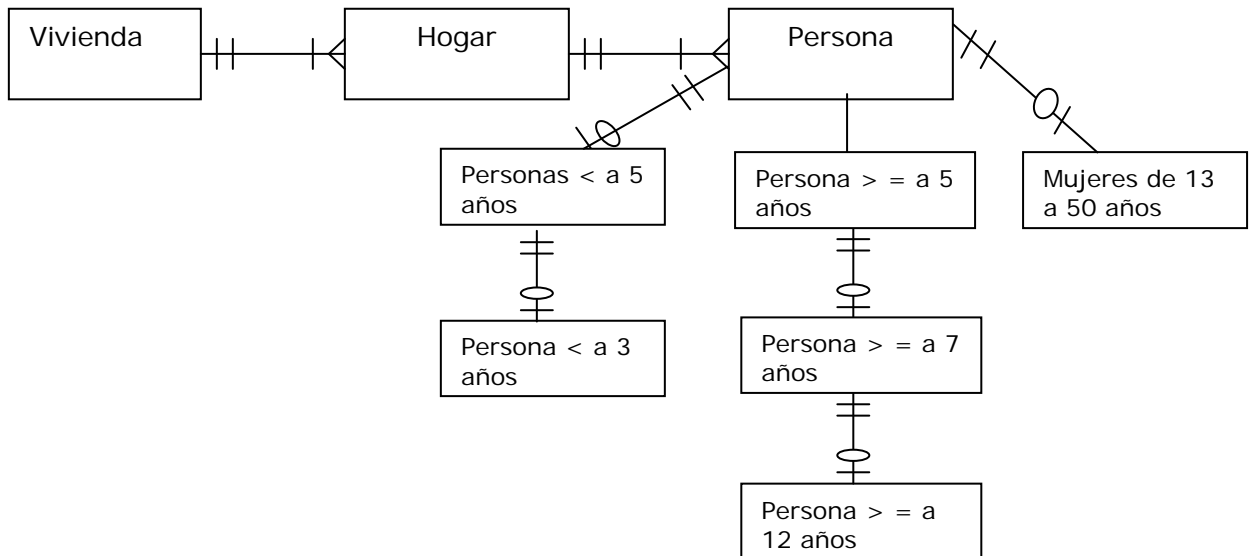 Vivienda
Hogar
Persona
Personas < a 5
años
Persona > = a 5
años
Mujeres de 13
a 50 años
Persona < a 3
años
Persona > = a 7
años
Persona > = a
12 años